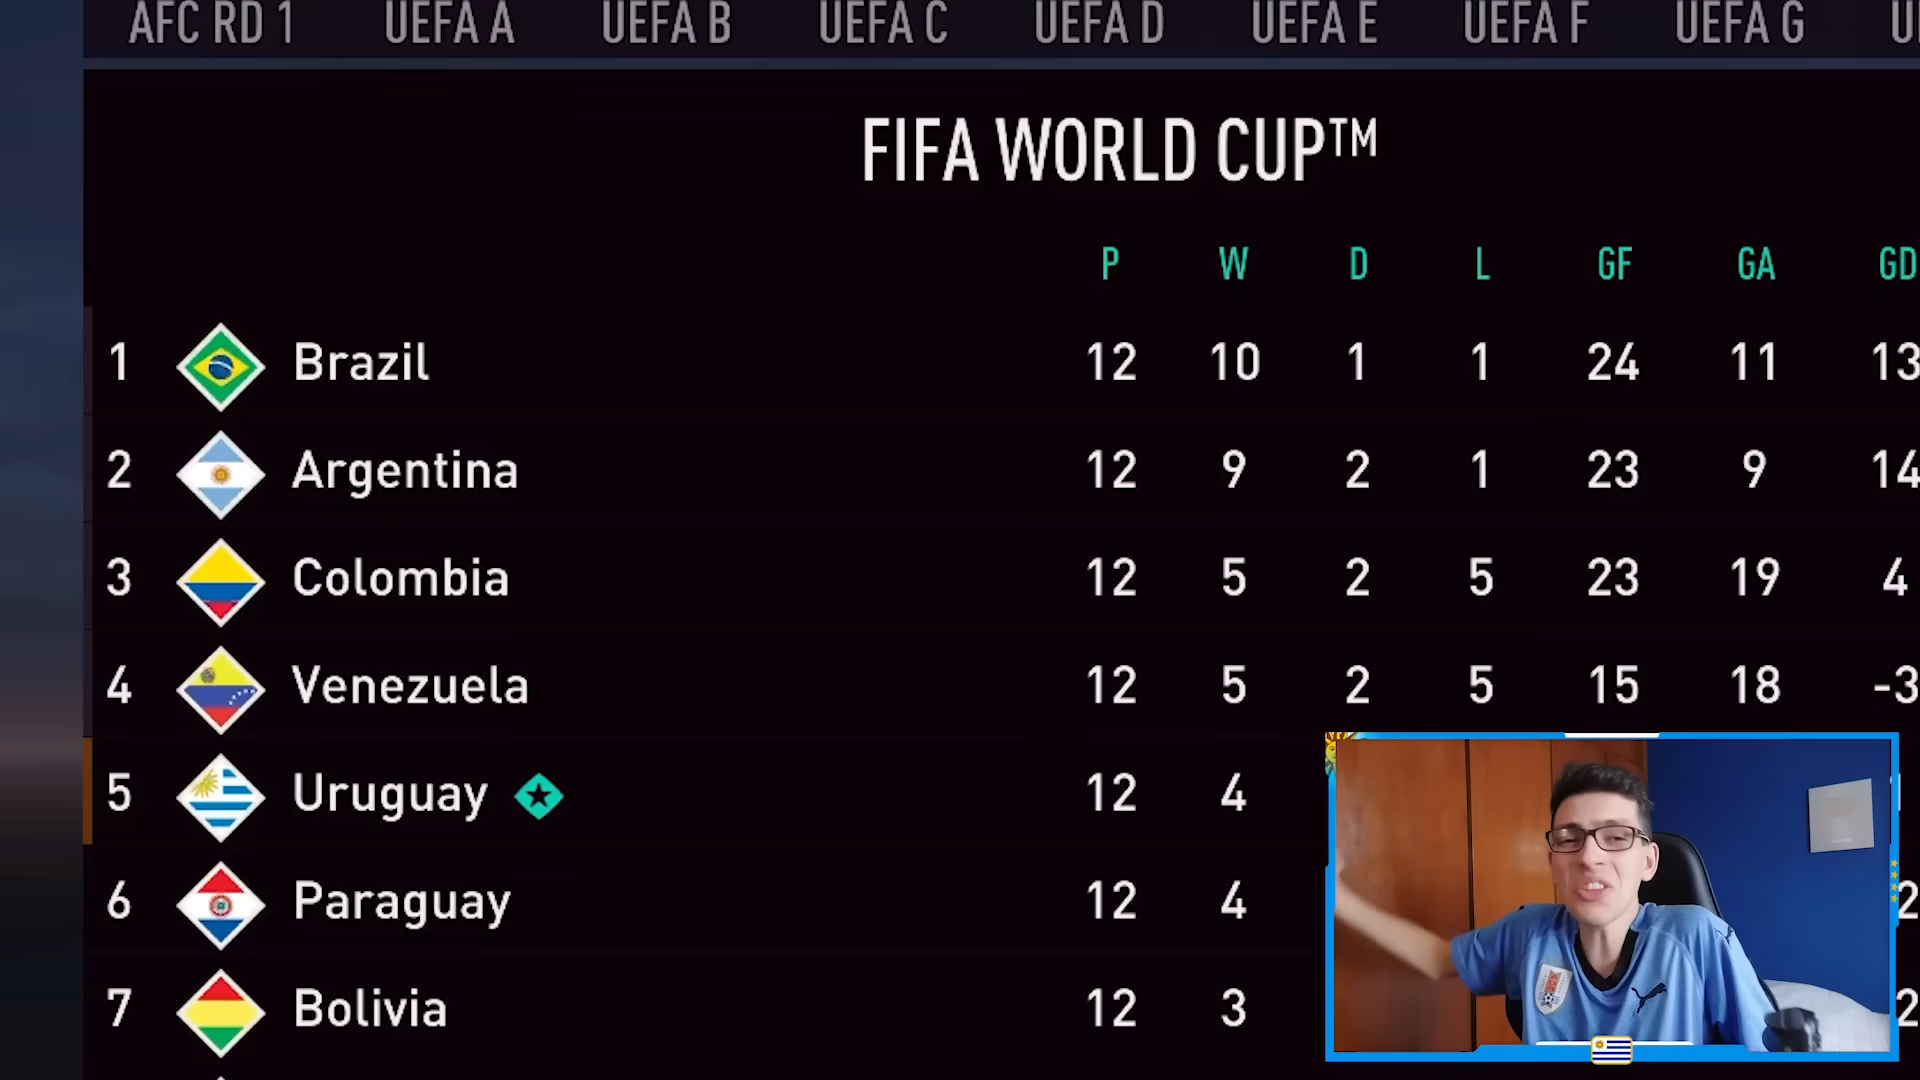 AFC RD 1 UEFA A UEFA B UEFA C UEFA D UEFA E UEFA F UEFA G
FIFA WORLD CUP™
P W D L GF GA GD
1 Brazil 12 10 1 1 24 11 13
2 Argentina 12 9 2 1 23 9 14
3 Colombia 12 5 2 5 23 19 4
4 Venezuela 12 5 2 5 15 18 -3
5 Uruguay 12 4
6 Paraguay 12 4 2
7 Bolivia 12 3 2